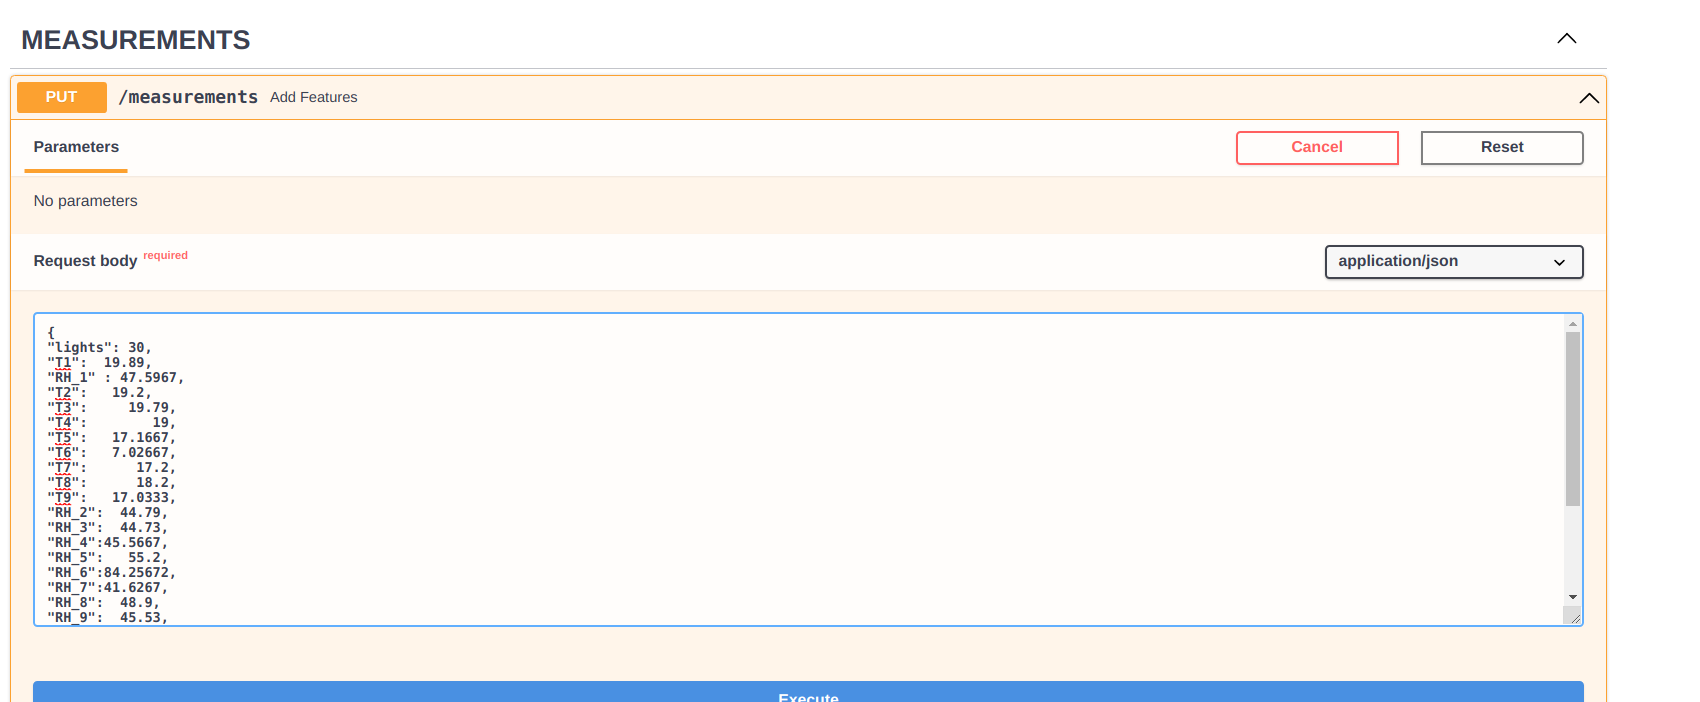 MEASUREMENTS
PUT /measurements Add Features
Parameters Cancel Reset
No parameters
Request body required application/json
{
"lights": 30,
"T1":  19.89,
"RH_1" : 47.5967,
"T2":   19.2,
"T3":     19.79,
"T4":        19,
"T5":   17.1667,
"T6":   7.02667,
"T7":      17.2,
"T8":      18.2,
"T9":   17.0333,
"RH_2":  44.79,
"RH_3":  44.73,
"RH_4":45.5667,
"RH_5":   55.2,
"RH_6":84.25672,
"RH_7":41.6267,
"RH_8":  48.9,
"RH_9":  45.53,
Execute